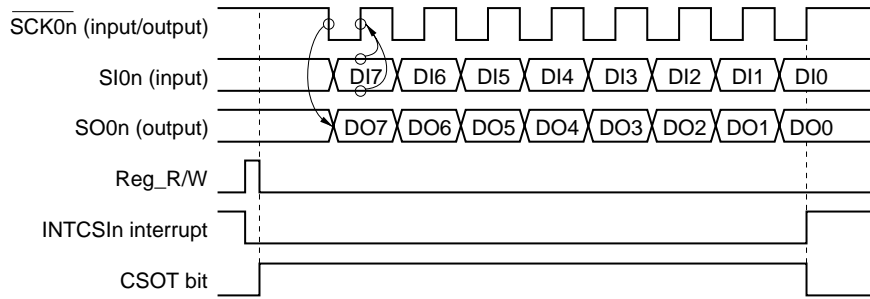 SCK0n (input/output)
SI0n (input) DI7 DI6 DI5 DI4 DI3 DI2 DI1 DI0
SO0n (output) DO7 DO6 DO5 DO4 DO3 DO2 DO1 DO0
Reg_R/W
INTCSIn interrupt
CSOT bit